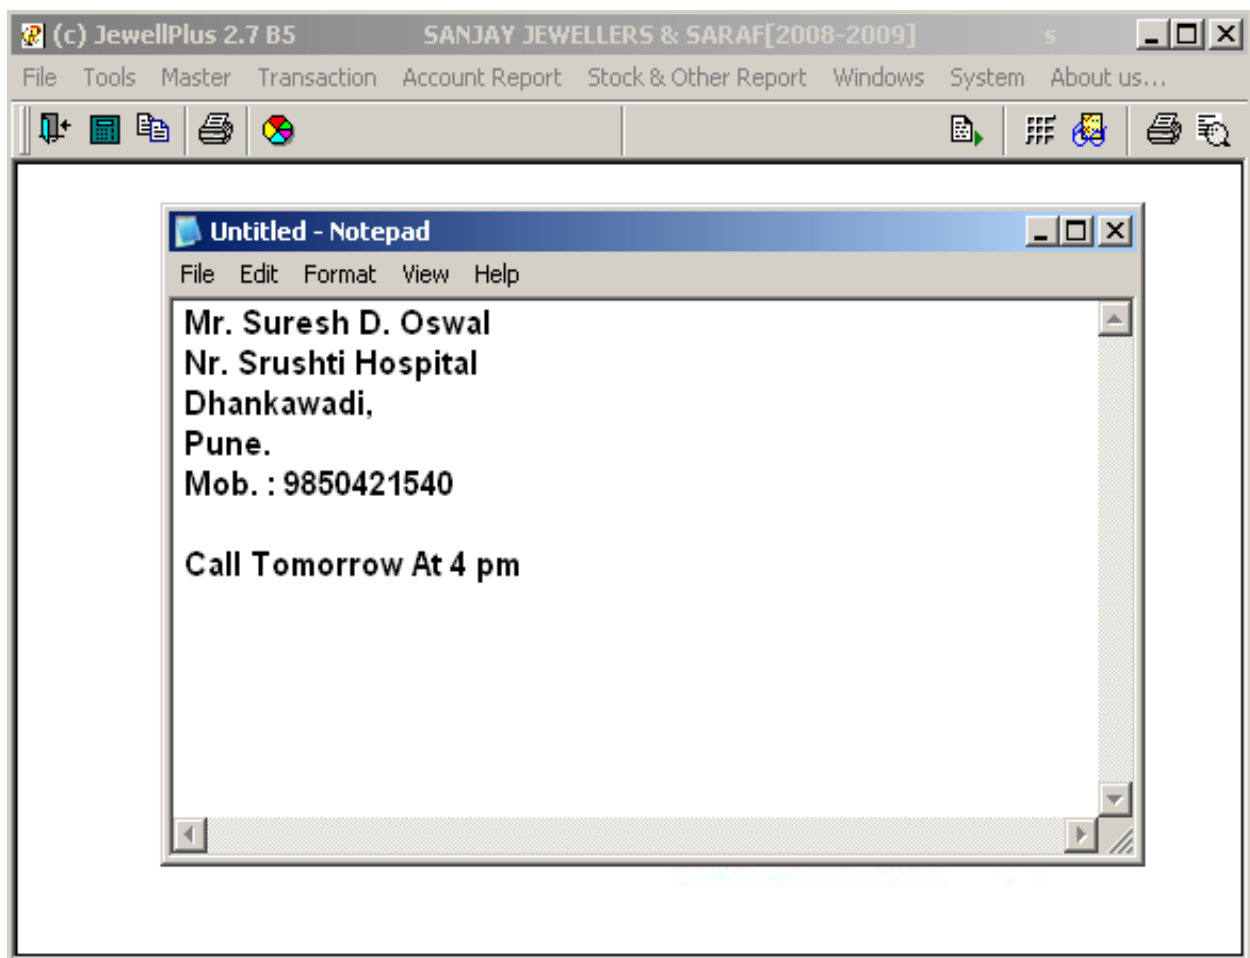 (c) JewellPlus 2.7 B5 SANJAY JEWELLERS & SARAF[2008-2009] s
File Tools Master Transaction Account Report Stock & Other Report Windows System About us...
Untitled - Notepad
File Edit Format View Help
Mr. Suresh D. Oswal
Nr. Srushti Hospital
Dhankawadi,
Pune.
Mob. : 9850421540
Call Tomorrow At 4 pm